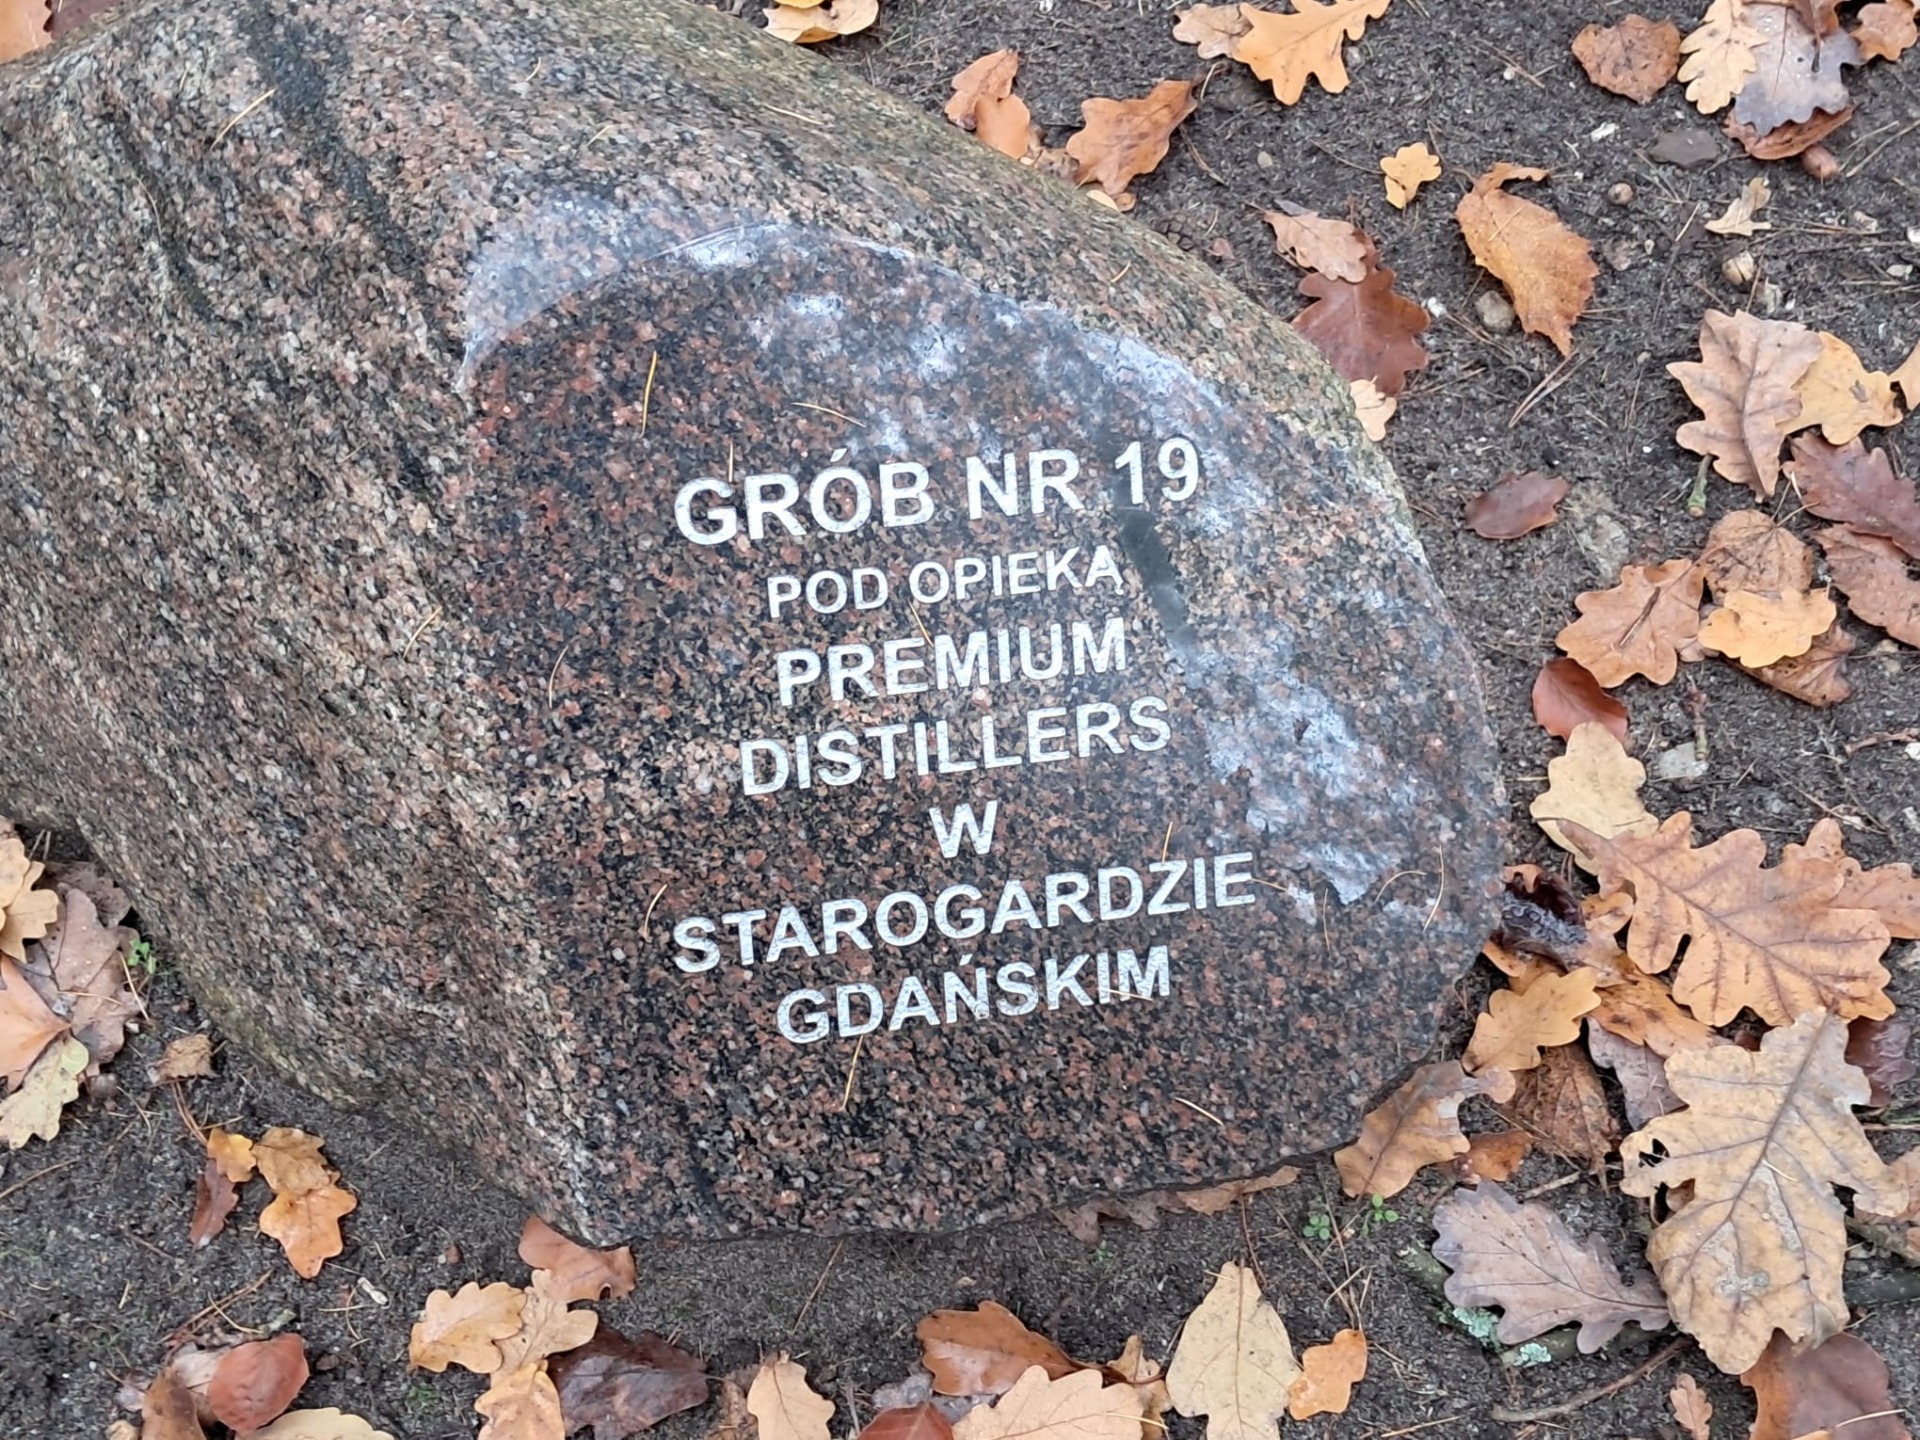 GRÓB NR 19
POD OPIEKĄ
PREMIUM
DISTILLERS
W
STAROGARDZIE
GDAŃSKIM